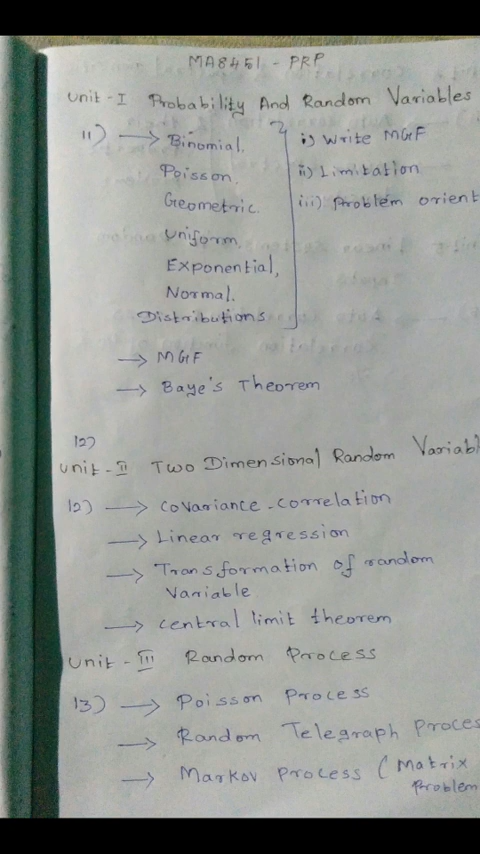 MA8451 - PRP
Unit - I Probability And Random Variables
11) → Binomial. i) Write MGF
Poisson. ii) Limitation
Geometric. iii) Problem orient
Uniform
Exponential,
Normal.
Distributions
→ MGF
→ Baye's Theorem
12)
Unit - II Two Dimensional Random Variabl
12) → Covariance - Correlation
→ Linear regression
→ Transformation of random
Variable
→ Central limit theorem
Unit - III Random Process
13) → Poisson Process
→ Random Telegraph Proces
→ Markov Process (Matrix
Problem